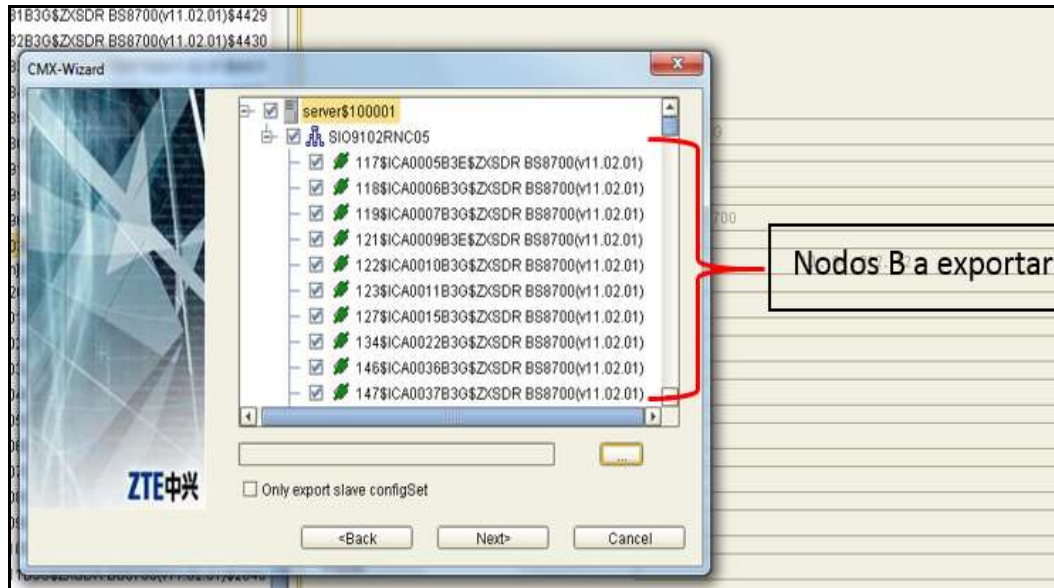 81B3G$ZXSDR BS8700(v11.02.01)$4429
82B3G$ZXSDR BS8700(v11.02.01)$4430
CMX-Wizard
server$100001
SIO9102RNC05
117$ICA0005B3E$ZXSDR BS8700(v11.02.01)
118$ICA0006B3G$ZXSDR BS8700(v11.02.01)
119$ICA0007B3G$ZXSDR BS8700(v11.02.01)
121$ICA0009B3E$ZXSDR BS8700(v11.02.01)
122$ICA0010B3G$ZXSDR BS8700(v11.02.01)
123$ICA0011B3G$ZXSDR BS8700(v11.02.01)
127$ICA0015B3G$ZXSDR BS8700(v11.02.01)
134$ICA0022B3G$ZXSDR BS8700(v11.02.01)
146$ICA0036B3G$ZXSDR BS8700(v11.02.01)
147$ICA0037B3G$ZXSDR BS8700(v11.02.01)
Nodos B a exportar
...
ZTE中兴
Only export slave configSet
<Back
Next>
Cancel